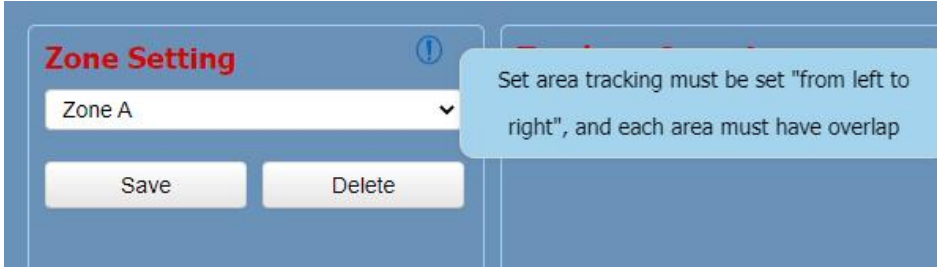 Zone Setting
Zone A
Save
Delete
Set area tracking must be set "from left to
right", and each area must have overlap